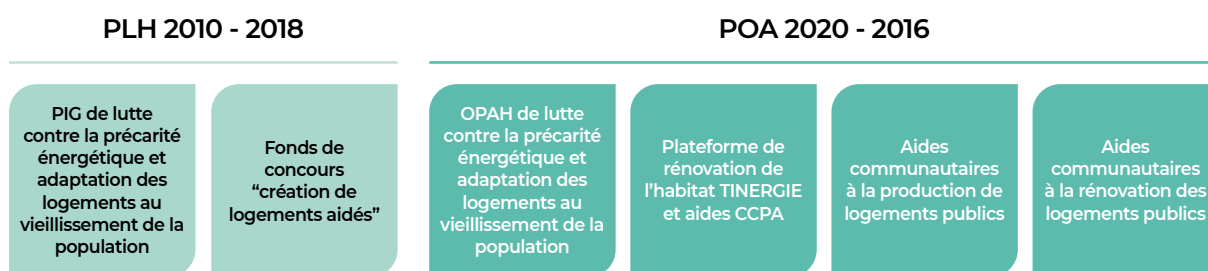 PLH 2010 - 2018
POA 2020 - 2016
PIG de lutte
contre la précarité
énergétique et
adaptation des
logements au
vieillissement de la
population
Fonds de
concours
“création de
logements aidés”
OPAH de lutte
contre la précarité
énergétique et
adaptation des
logements au
vieillissement de la
population
Plateforme de
rénovation de
l’habitat TINERGIE
et aides CCPA
Aides
communautaires
à la production de
logements publics
Aides
communautaires
à la rénovation des
logements publics